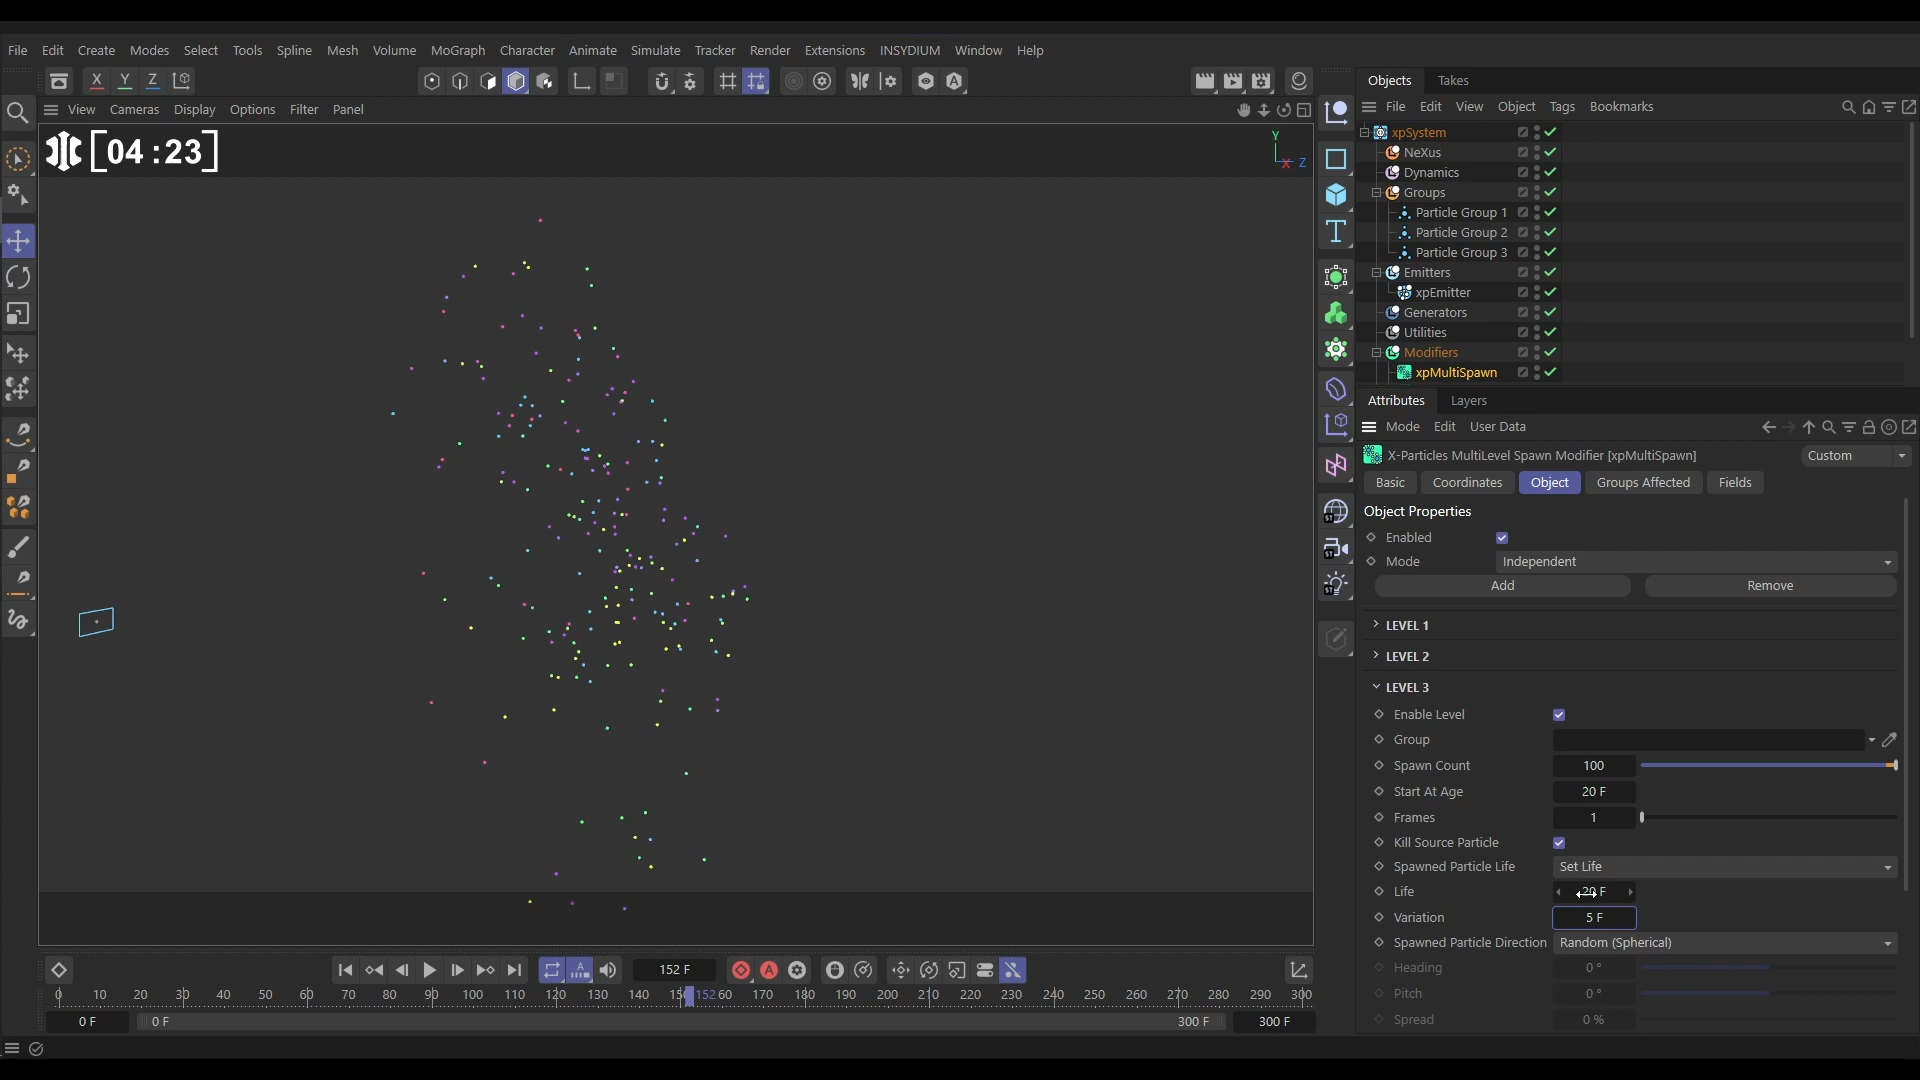 File Edit Create Modes Select Tools Spline Mesh Volume MoGraph Character Animate Simulate Tracker Render Extensions INSYDIUM Window Help
X Y Z
View Cameras Display Options Filter Panel
[04:23]
Y
X Z
152 F
0 10 20 30 40 50 60 70 80 90 100 110 120 130 140 15 152 60 170 180 190 200 210 220 230 240 250 260 270 280 290 300
0 F 0 F 300 F 300 F
Objects Takes
File Edit View Object Tags Bookmarks
xpSystem
NeXus
Dynamics
Groups
Particle Group 1
Particle Group 2
Particle Group 3
Emitters
xpEmitter
Generators
Utilities
Modifiers
xpMultiSpawn
Attributes Layers
Mode Edit User Data
X-Particles MultiLevel Spawn Modifier [xpMultiSpawn] Custom
Basic Coordinates Object Groups Affected Fields
Object Properties
Enabled
Mode Independent
Add Remove
LEVEL 1
LEVEL 2
LEVEL 3
Enable Level
Group
Spawn Count 100
Start At Age 20 F
Frames 1
Kill Source Particle
Spawned Particle Life Set Life
Life 20 F
Variation 5 F
Spawned Particle Direction Random (Spherical)
Heading 0 °
Pitch 0 °
Spread 0 %